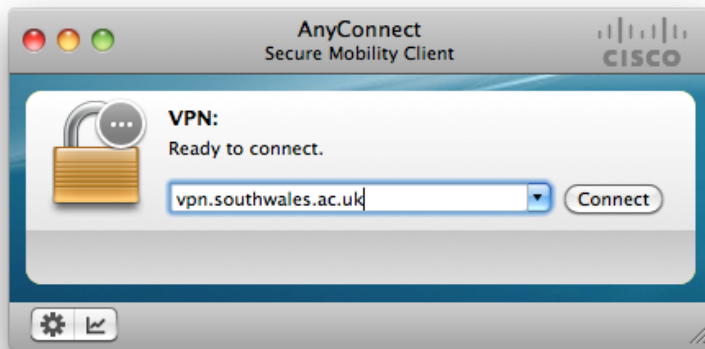 AnyConnect
Secure Mobility Client
CISCO
VPN:
Ready to connect.
vpn.southwales.ac.uk
Connect